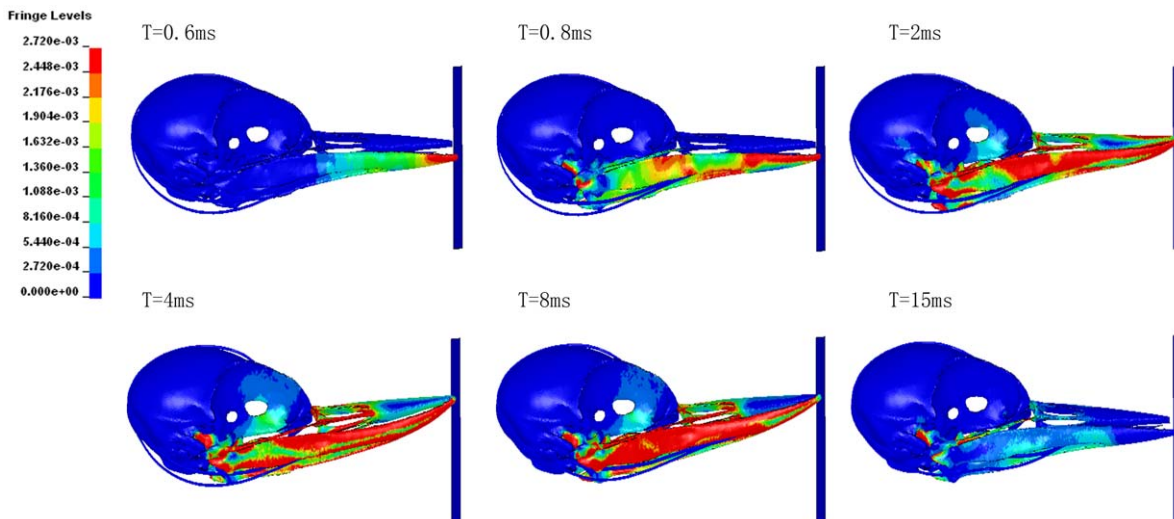 Fringe Levels
2.720e-03
2.448e-03
2.176e-03
1.904e-03
1.632e-03
1.360e-03
1.088e-03
8.160e-04
5.440e-04
2.720e-04
0.000e+00
T=0.6ms
T=0.8ms
T=2ms
T=4ms
T=8ms
T=15ms